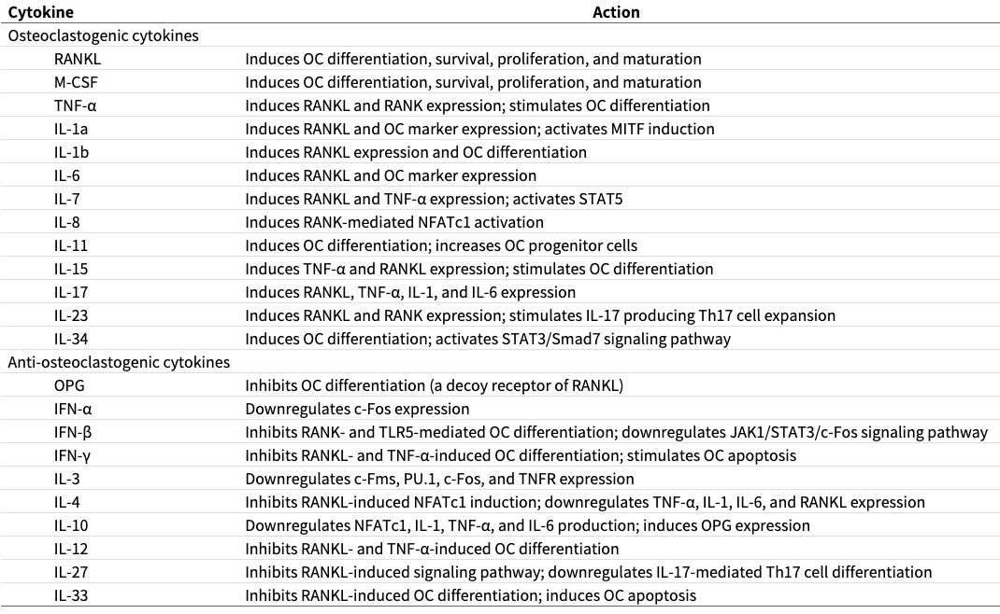 Cytokine Action
Osteoclastogenic cytokines
RANKL Induces OC differentiation, survival, proliferation, and maturation
M-CSF Induces OC differentiation, survival, proliferation, and maturation
TNF-α Induces RANKL and RANK expression; stimulates OC differentiation
IL-1a Induces RANKL and OC marker expression; activates MITF induction
IL-1b Induces RANKL expression and OC differentiation
IL-6 Induces RANKL and OC marker expression
IL-7 Induces RANKL and TNF-α expression; activates STAT5
IL-8 Induces RANK-mediated NFATc1 activation
IL-11 Induces OC differentiation; increases OC progenitor cells
IL-15 Induces TNF-α and RANKL expression; stimulates OC differentiation
IL-17 Induces RANKL, TNF-α, IL-1, and IL-6 expression
IL-23 Induces RANKL and RANK expression; stimulates IL-17 producing Th17 cell expansion
IL-34 Induces OC differentiation; activates STAT3/Smad7 signaling pathway
Anti-osteoclastogenic cytokines
OPG Inhibits OC differentiation (a decoy receptor of RANKL)
IFN-α Downregulates c-Fos expression
IFN-β Inhibits RANK- and TLR5-mediated OC differentiation; downregulates JAK1/STAT3/c-Fos signaling pathway
IFN-γ Inhibits RANKL- and TNF-α-induced OC differentiation; stimulates OC apoptosis
IL-3 Downregulates c-Fms, PU.1, c-Fos, and TNFR expression
IL-4 Inhibits RANKL-induced NFATc1 induction; downregulates TNF-α, IL-1, IL-6, and RANKL expression
IL-10 Downregulates NFATc1, IL-1, TNF-α, and IL-6 production; induces OPG expression
IL-12 Inhibits RANKL- and TNF-α-induced OC differentiation
IL-27 Inhibits RANKL-induced signaling pathway; downregulates IL-17-mediated Th17 cell differentiation
IL-33 Inhibits RANKL-induced OC differentiation; induces OC apoptosis